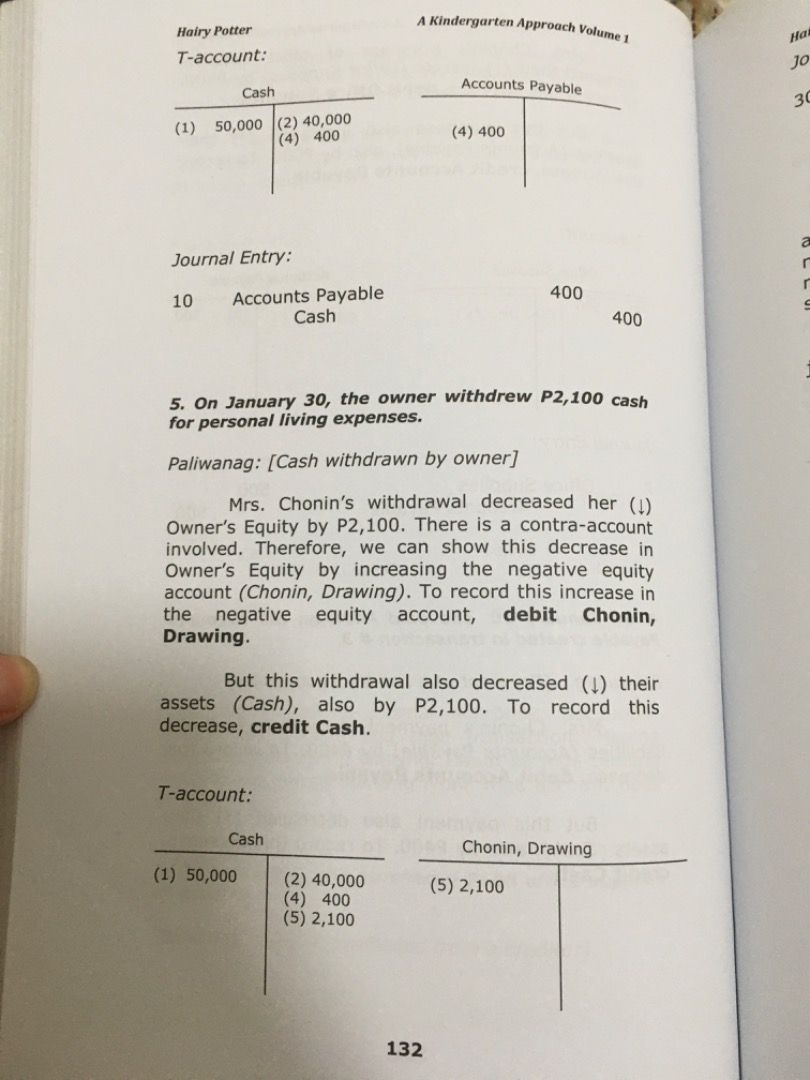 Hairy Potter
A Kindergarten Approach Volume 1
T-account:
Cash
(1) 50,000 (2) 40,000
(4) 400
Accounts Payable
(4) 400
Journal Entry:
10 Accounts Payable 400
Cash 400
5. On January 30, the owner withdrew P2,100 cash
for personal living expenses.
Paliwanag: [Cash withdrawn by owner]
Mrs. Chonin's withdrawal decreased her (↓)
Owner's Equity by P2,100. There is a contra-account
involved. Therefore, we can show this decrease in
Owner's Equity by increasing the negative equity
account (Chonin, Drawing). To record this increase in
the negative equity account, debit Chonin,
Drawing.
But this withdrawal also decreased (↓) their
assets (Cash), also by P2,100. To record this
decrease, credit Cash.
T-account:
Cash
(1) 50,000 (2) 40,000
(4) 400
(5) 2,100
Chonin, Drawing
(5) 2,100
132